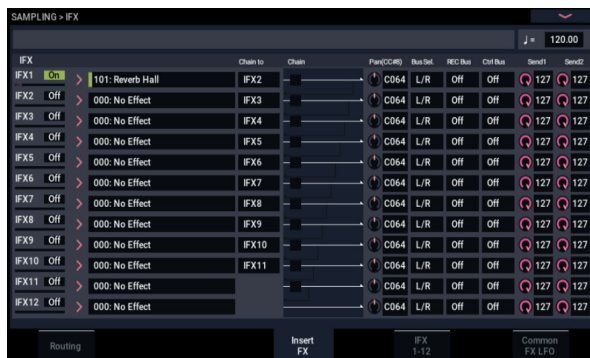 SAMPLING > IFX
♩ = 120.00
IFX Chain to Chain Pan(CC#8) Bus Sel. REC Bus Ctrl Bus Send1 Send2
IFX1 On 101: Reverb Hall IFX2 C064 L/R Off Off 127 127
IFX2 Off 000: No Effect IFX3 C064 L/R Off Off 127 127
IFX3 Off 000: No Effect IFX4 C064 L/R Off Off 127 127
IFX4 Off 000: No Effect IFX5 C064 L/R Off Off 127 127
IFX5 Off 000: No Effect IFX6 C064 L/R Off Off 127 127
IFX6 Off 000: No Effect IFX7 C064 L/R Off Off 127 127
IFX7 Off 000: No Effect IFX8 C064 L/R Off Off 127 127
IFX8 Off 000: No Effect IFX9 C064 L/R Off Off 127 127
IFX9 Off 000: No Effect IFX10 C064 L/R Off Off 127 127
IFX10 Off 000: No Effect IFX11 C064 L/R Off Off 127 127
IFX11 Off 000: No Effect C064 L/R Off Off 127 127
IFX12 Off 000: No Effect C064 L/R Off Off 127 127
Routing
Insert
FX
IFX
1-12
Common
FX LFO